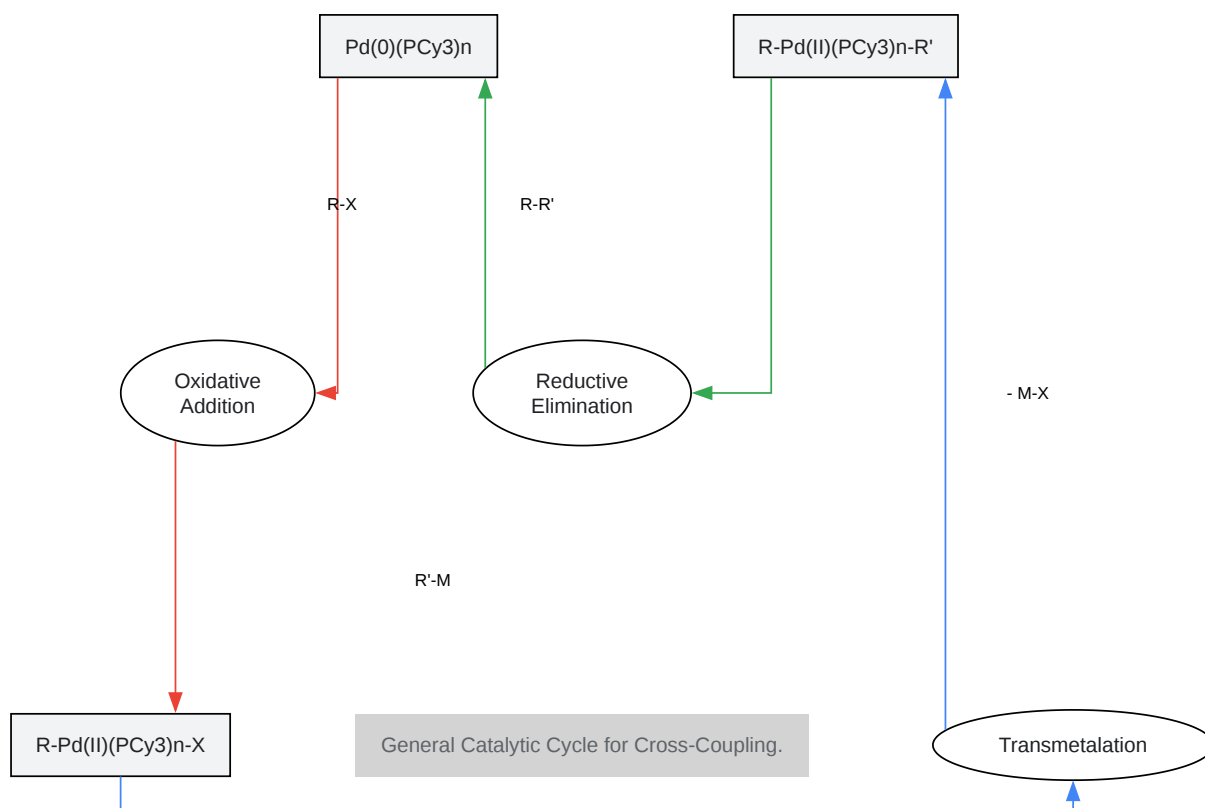 Pd(0)(PCy3)n
R-Pd(II)(PCy3)n-R'
R-X
R-R'
Oxidative
Addition
Reductive
Elimination
- M-X
R'-M
R-Pd(II)(PCy3)n-X
General Catalytic Cycle for Cross-Coupling.
Transmetalation